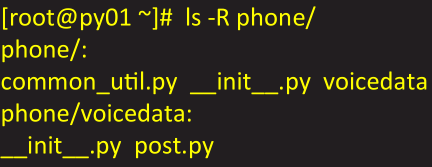 [root@py01 ~]# ls -R phone/
phone/:
common_util.py __init__.py voicedata
phone/voicedata:
__init__.py post.py